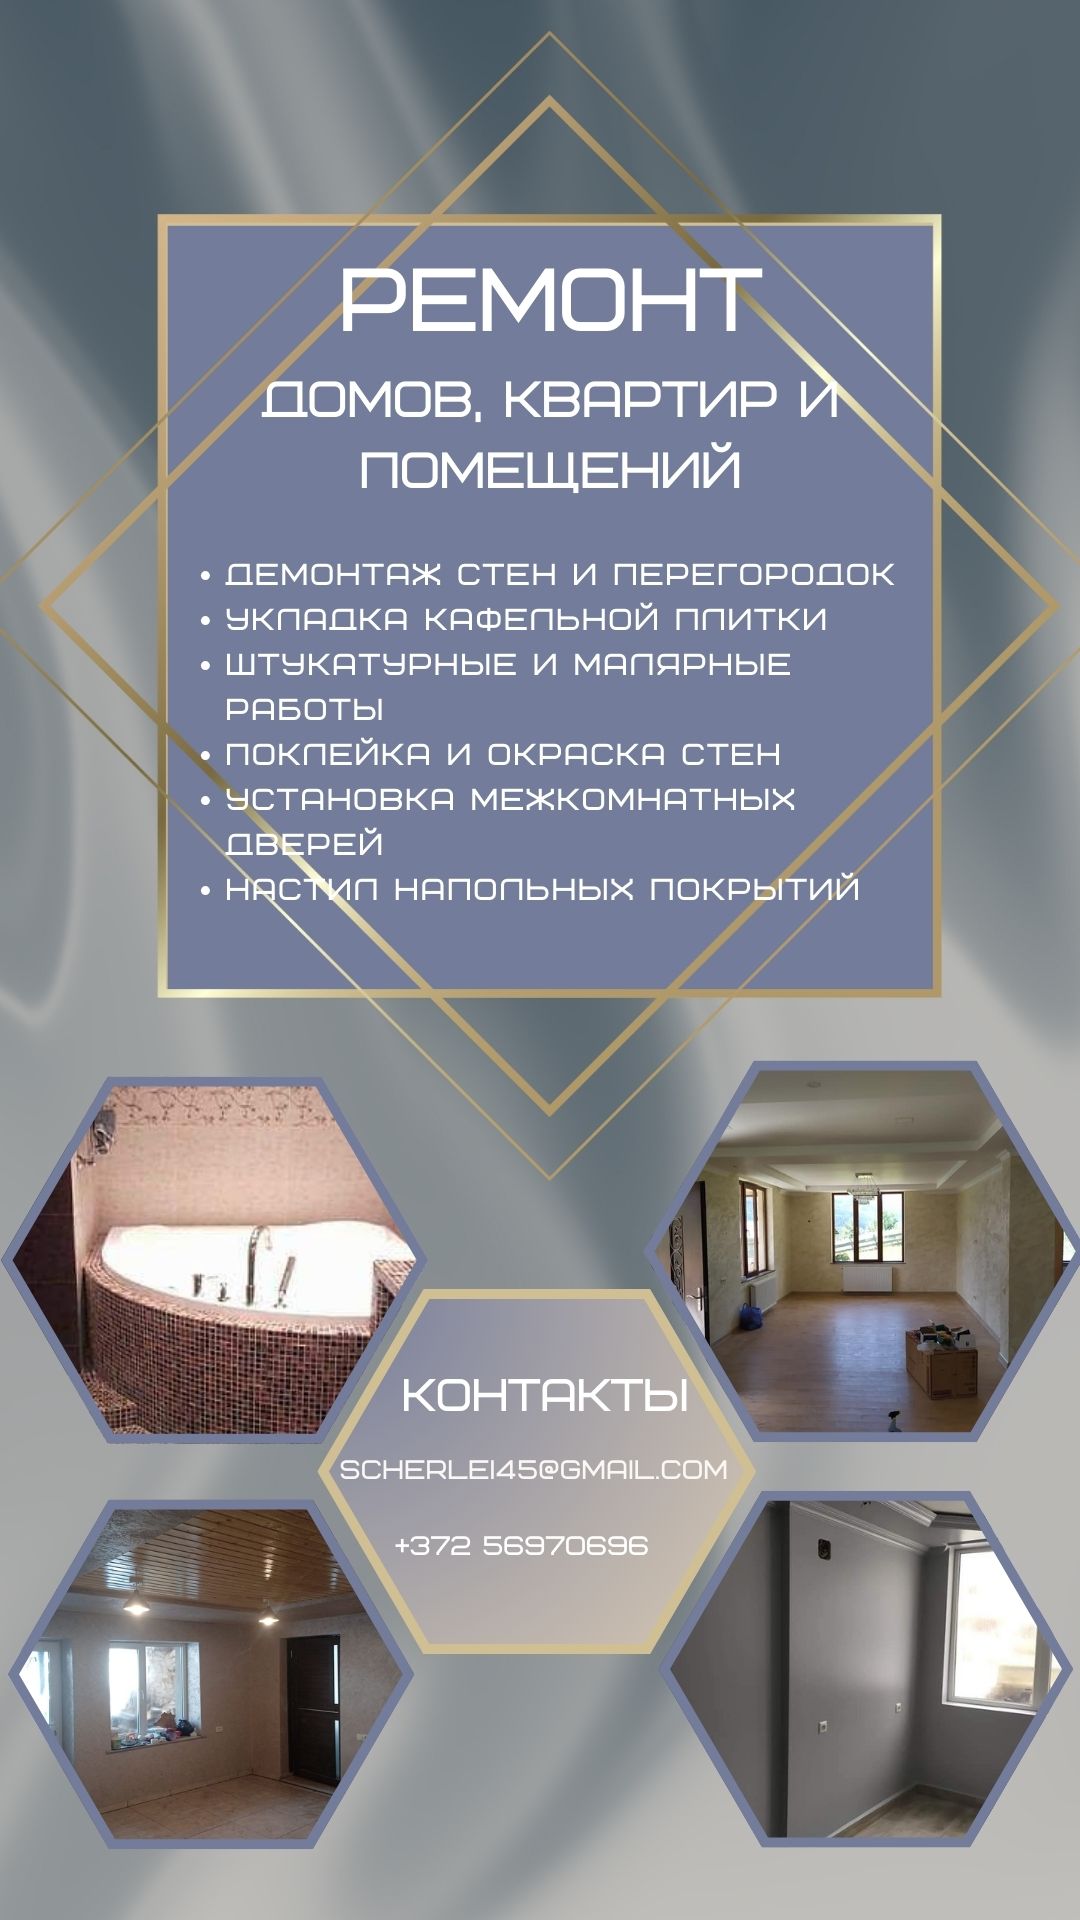 РЕМОНТ
ДОМОВ, КВАРТИР И
ПОМЕЩЕНИЙ
• ДЕМОНТАЖ СТЕН И ПЕРЕГОРОДОК
• УКЛАДКА КАФЕЛЬНОЙ ПЛИТКИ
• ШТУКАТУРНЫЕ И МАЛЯРНЫЕ
РАБОТЫ
• ПОКЛЕЙКА И ОКРАСКА СТЕН
• УСТАНОВКА МЕЖКОМНАТНЫХ
ДВЕРЕЙ
• НАСТИЛ НАПОЛЬНЫХ ПОКРЫТИЙ
КОНТАКТЫ
SCHERLEI45@GMAIL.COM
+372 56970696